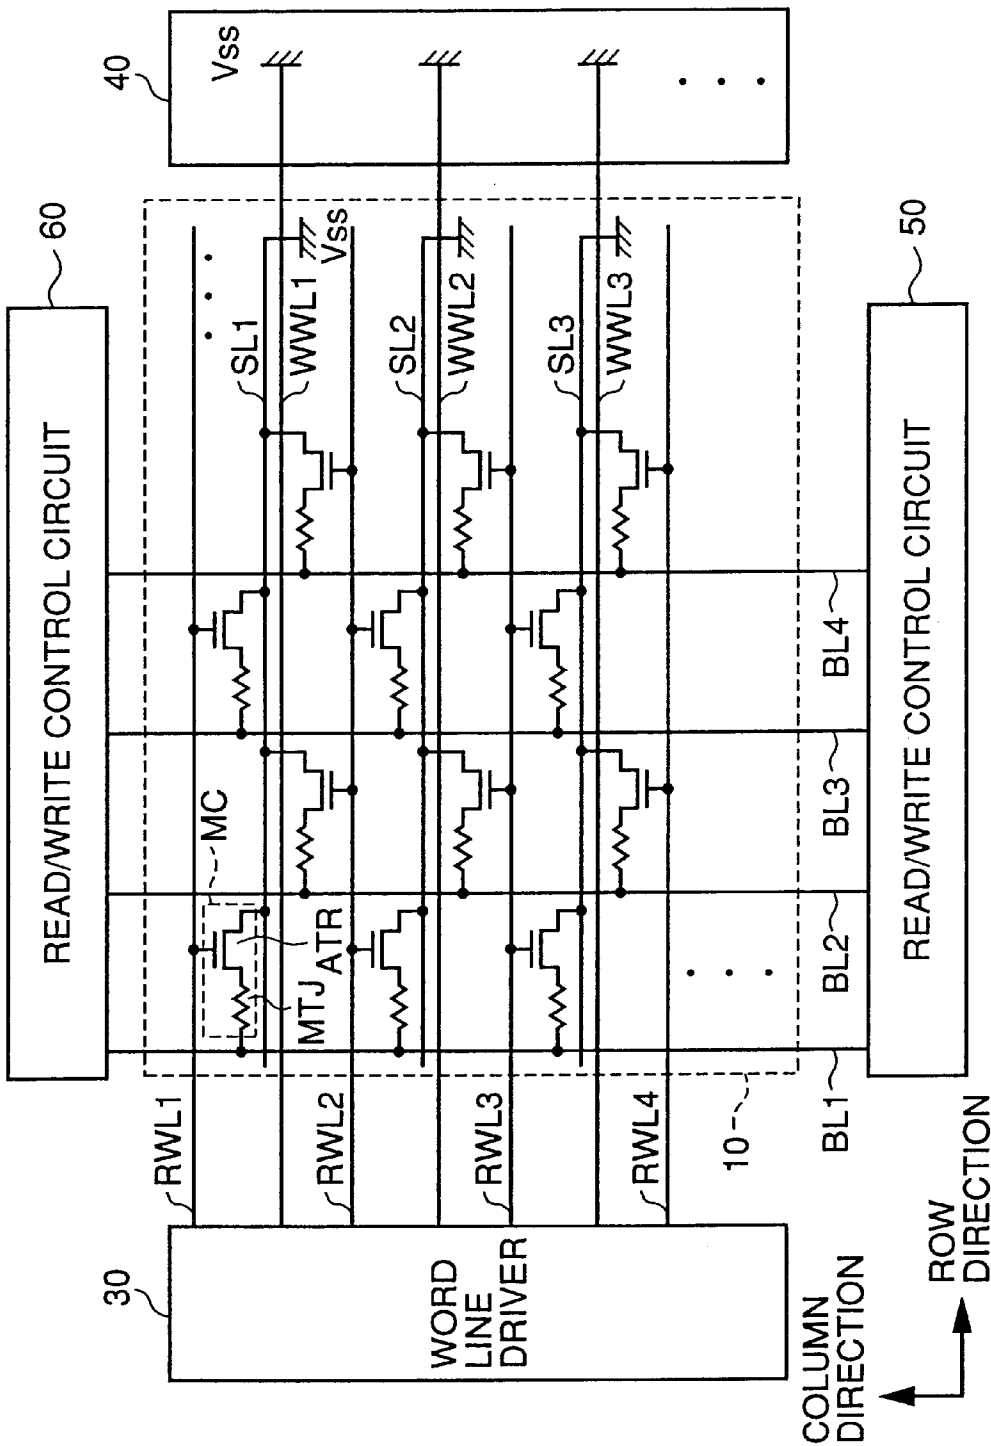 40
Vss
60
READ/WRITE CONTROL CIRCUIT
50
READ/WRITE CONTROL CIRCUIT
SL1
WWL1
Vss
SL2
WWL2
SL3
WWL3
MC
ATR
MTJ
RWL1
RWL2
RWL3
RWL4
10
BL1
BL2
BL3
BL4
30
WORD
LINE
DRIVER
COLUMN
DIRECTION
ROW
DIRECTION